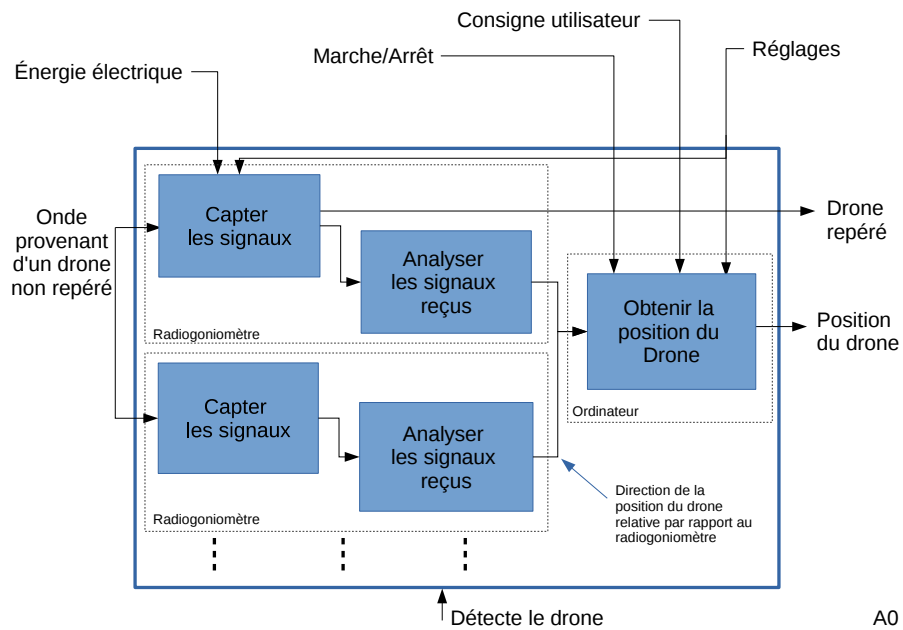 Consigne utilisateur
Marche/Arrêt
Réglages
Énergie électrique
Onde
provenant
d'un drone
non repéré
Capter
les signaux
Drone
repéré
Analyser
les signaux
reçus
Radiogoniomètre
Obtenir la
position du
Drone
Position
du drone
Ordinateur
Capter
les signaux
Analyser
les signaux
reçus
Radiogoniomètre
Direction de la
position du drone
relative par rapport au
radiogoniomètre
Détecte le drone
A0